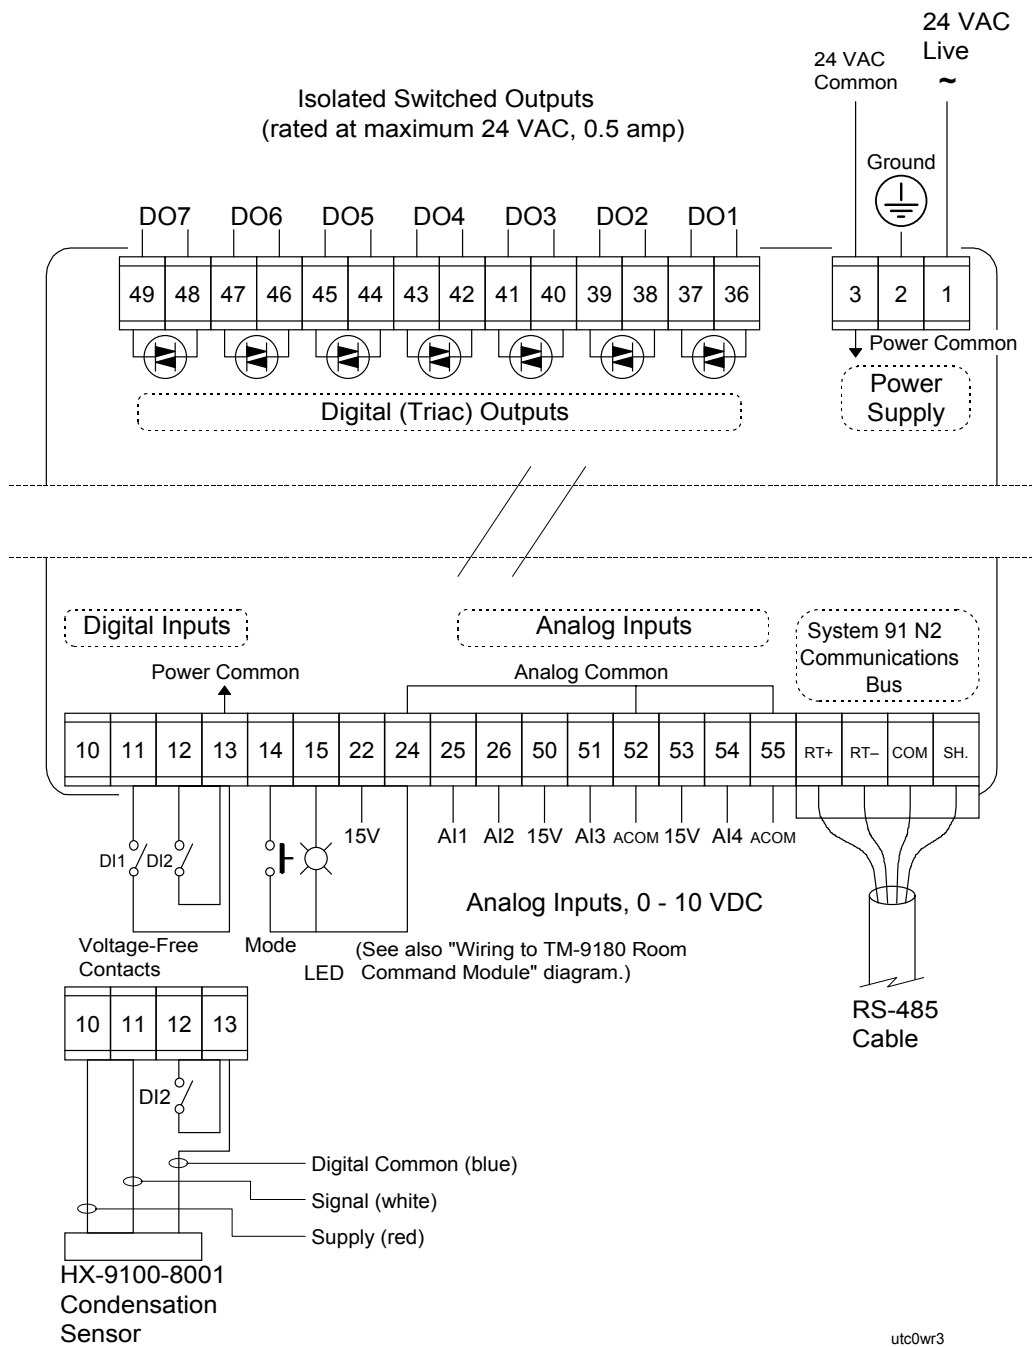 24 VAC
Live
~
24 VAC
Common
Isolated Switched Outputs
(rated at maximum 24 VAC, 0.5 amp)
Ground
DO7 DO6 DO5 DO4 DO3 DO2 DO1
49 48 47 46 45 44 43 42 41 40 39 38 37 36 3 2 1
Power Common
Digital (Triac) Outputs
Power
Supply
Digital Inputs
Analog Inputs
System 91 N2
Communications
Bus
Power Common
Analog Common
10 11 12 13 14 15 22 24 25 26 50 51 52 53 54 55 RT+ RT– COM SH.
15V AI1 AI2 15V AI3 ACOM 15V AI4 ACOM
DI1 DI2
Analog Inputs, 0 - 10 VDC
Voltage-Free
Contacts
Mode
LED
(See also "Wiring to TM-9180 Room
Command Module" diagram.)
RS-485
Cable
10 11 12 13
DI2
Digital Common (blue)
Signal (white)
Supply (red)
HX-9100-8001
Condensation
Sensor
utc0wr3